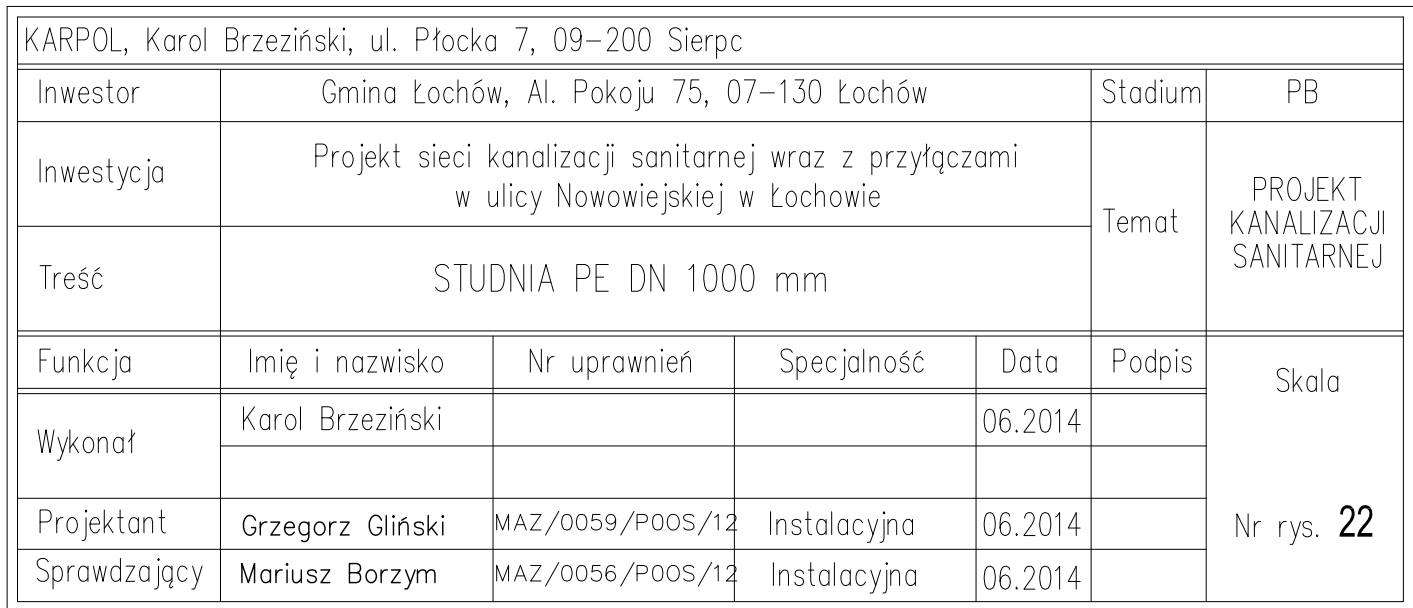 KARPOL, Karol Brzeziński, ul. Płocka 7, 09-200 Sierpc
Inwestor Gmina Łochów, Al. Pokoju 75, 07-130 Łochów Stadium PB
Inwestycja
Projekt sieci kanalizacji sanitarnej wraz z przyłączami
w ulicy Nowowiejskiej w Łochowie
Temat
PROJEKT
KANALIZACJI
SANITARNEJ
Treść STUDNIA PE DN 1000 mm
Funkcja Imię i nazwisko Nr uprawnień Specjalność Data Podpis
Skala
Wykonał
Karol Brzeziński 06.2014
Projektant Grzegorz Gliński MAZ/0059/POOS/12 Instalacyjna 06.2014
Nr rys. 22
Sprawdzający Mariusz Borzym MAZ/0056/POOS/12 Instalacyjna 06.2014